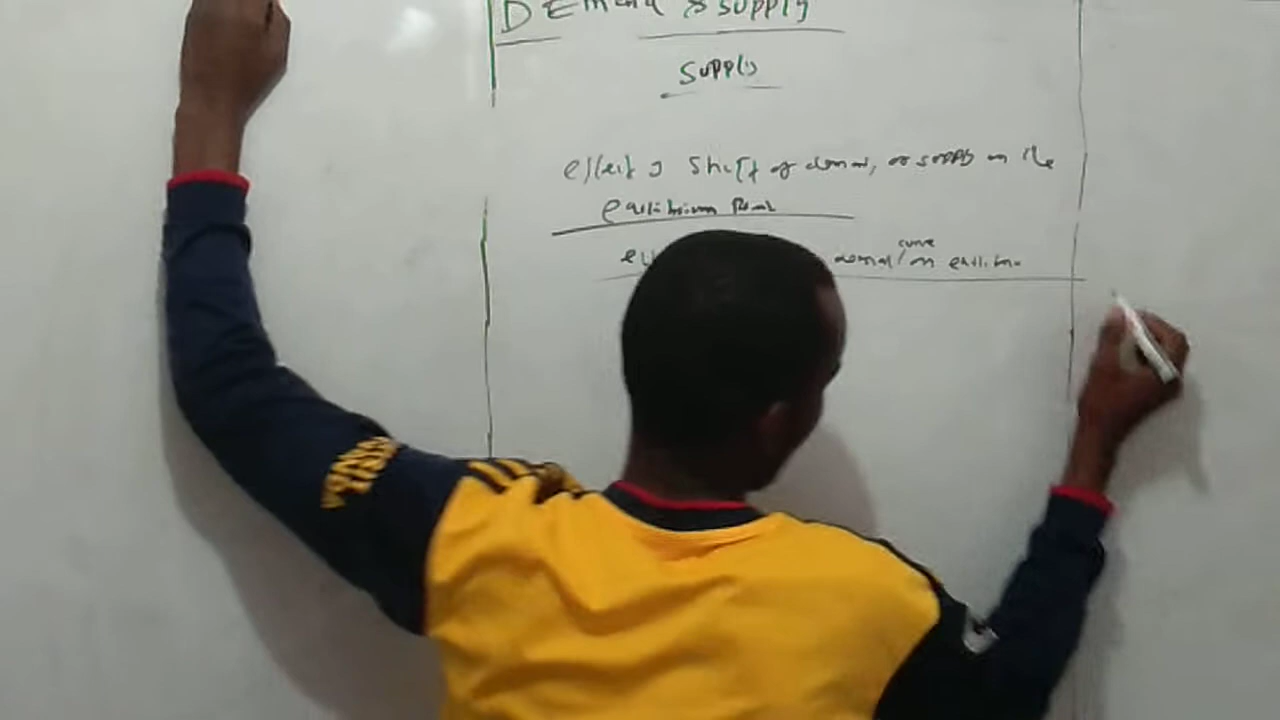 DEmand & supply
supply
effect of Shift of demand or supply on the
equilibrium Point
curve
demand on equilibrium